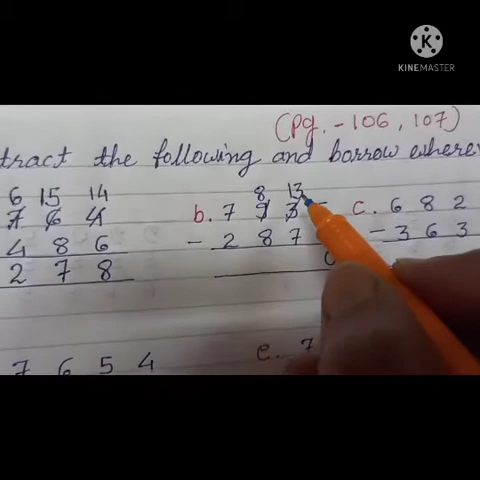 KINEMASTER
(pg. - 106, 107)
tract the following and borrow where
6 15 14 8 13
7 6 4 b. 7 9 3 c. 6 8 2
4 8 6 - 2 8 7 - 3 6 3
2 7 8
7 6 5 4 e. 7